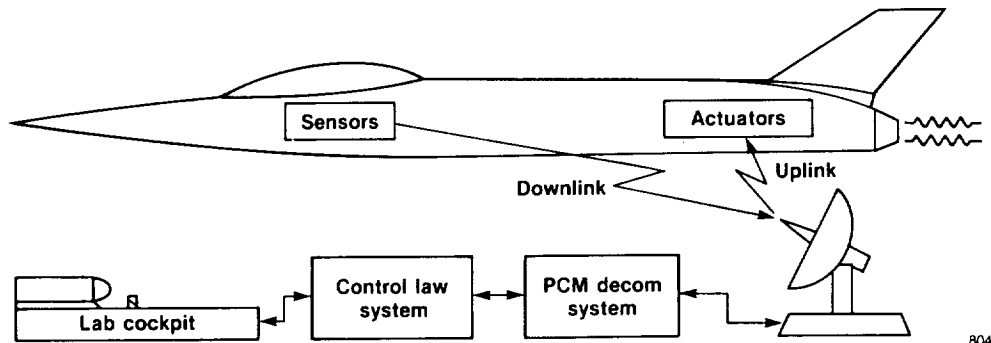 Sensors
Actuators
Downlink
Uplink
Control law
system
PCM decom
system
Lab cockpit
804